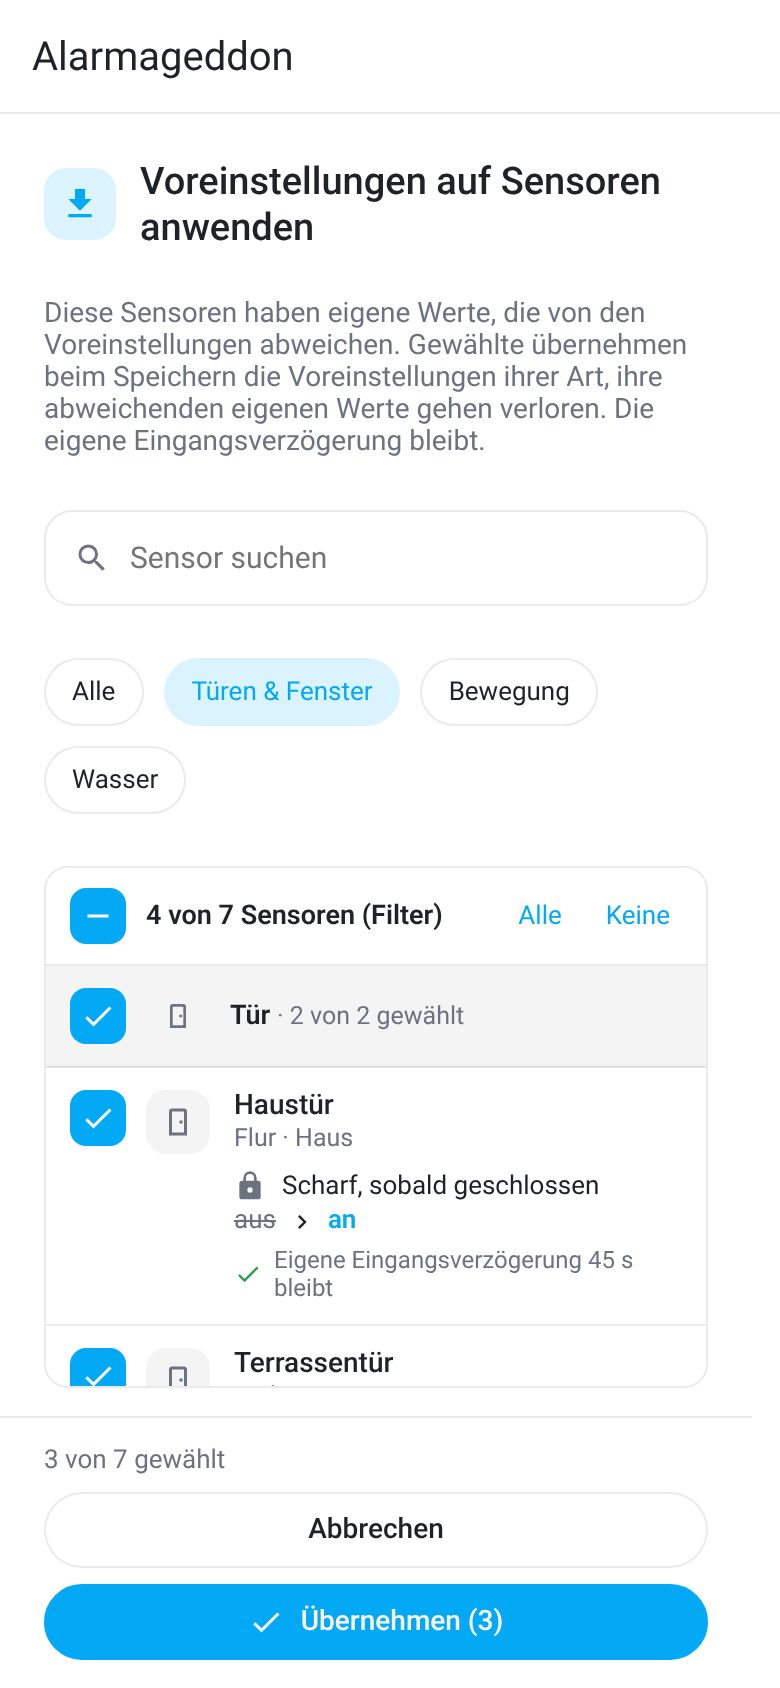 Alarmageddon
Voreinstellungen auf Sensoren
anwenden
Diese Sensoren haben eigene Werte, die von den
Voreinstellungen abweichen. Gewählte übernehmen
beim Speichern die Voreinstellungen ihrer Art, ihre
abweichenden eigenen Werte gehen verloren. Die
eigene Eingangsverzögerung bleibt.
Sensor suchen
Alle
Türen & Fenster
Bewegung
Wasser
4 von 7 Sensoren (Filter)
Alle
Keine
Tür · 2 von 2 gewählt
Haustür
Flur · Haus
Scharf, sobald geschlossen
aus > an
Eigene Eingangsverzögerung 45 s
bleibt
Terrassentür
3 von 7 gewählt
Abbrechen
Übernehmen (3)